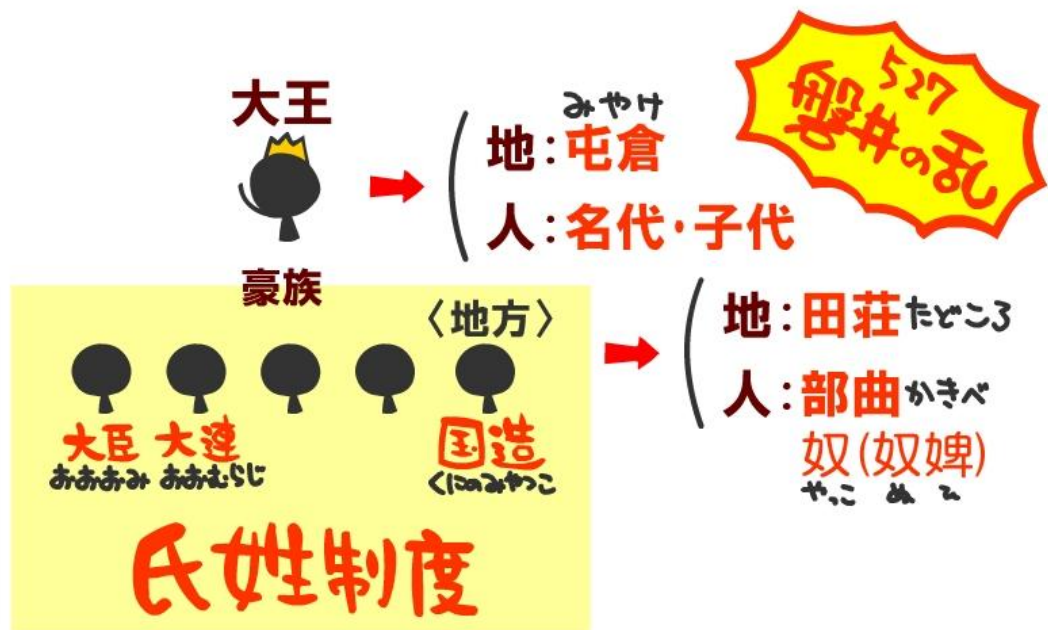 大王
みやけ
地:屯倉
人:名代・子代
527
磐井の乱
豪族
〈地方〉
大臣 大連 国造
おおおみ おおむらじ くにのみやつこ
氏姓制度
地:田荘たどころ
人:部曲かきべ
奴(奴婢)
やっこ ぬ ひ